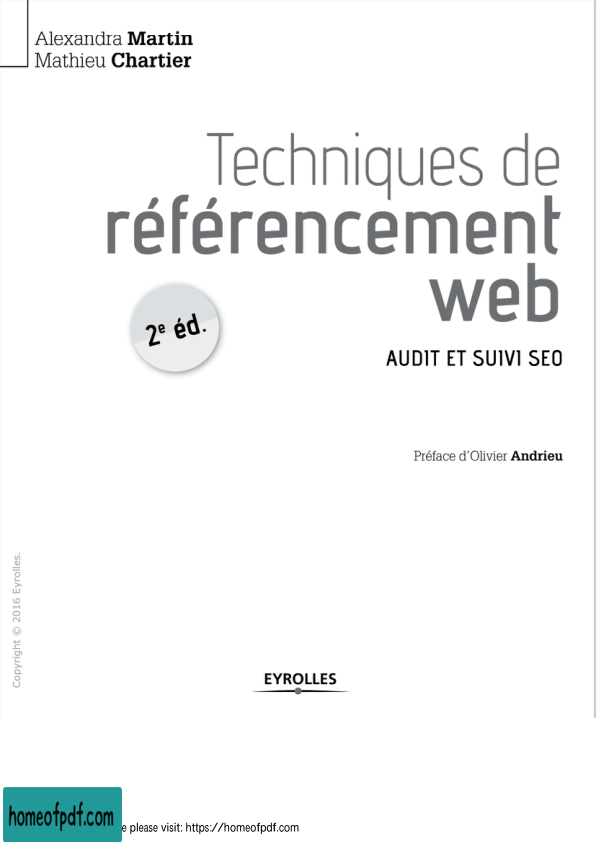 Alexandra Martin
Mathieu Chartier
Techniques de
référencement
web
2e éd.
AUDIT ET SUIVI SEO
Préface d’Olivier Andrieu
Copyright © 2016 Eyrolles.
EYROLLES
homeofpdf.com
please visit: https://homeofpdf.com